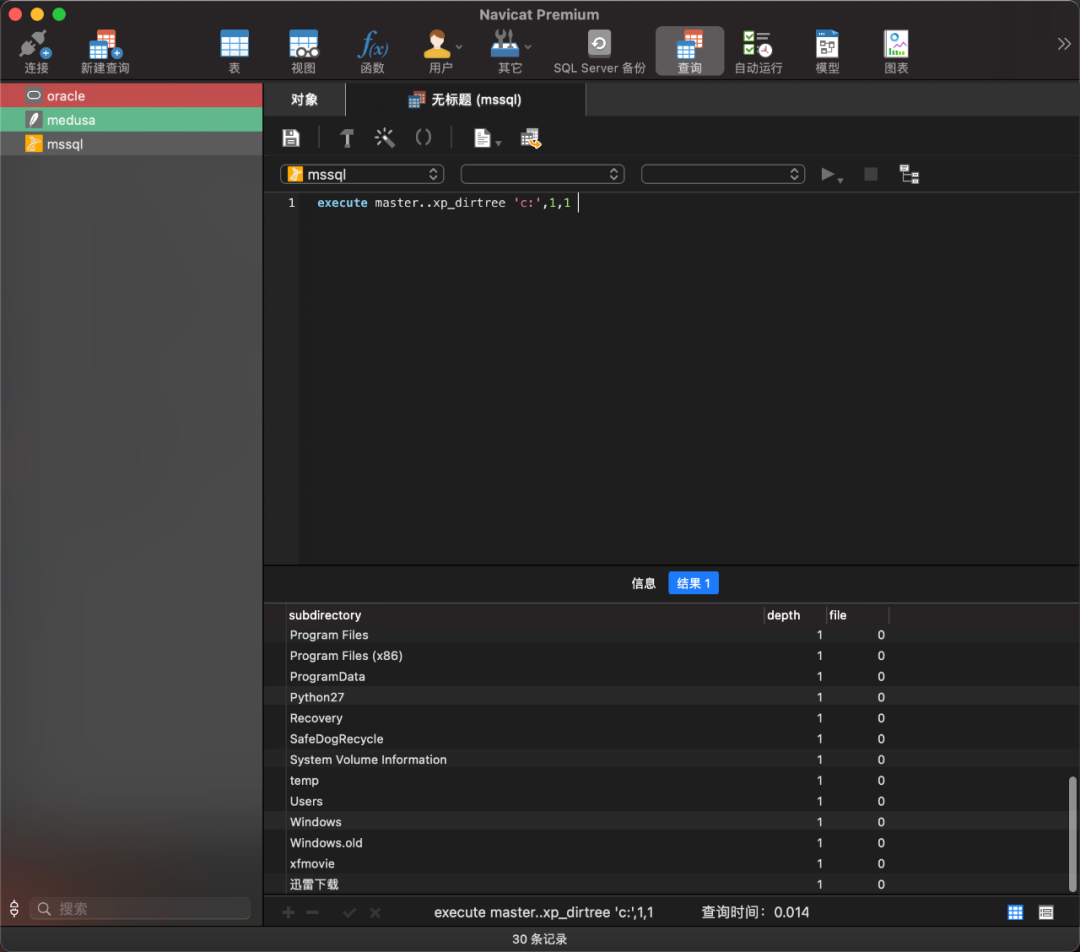 Navicat Premium
连接 新建查询 表 视图 函数 用户 其它 SQL Server 备份 查询 自动运行 模型 图表
oracle
medusa
mssql
对象 无标题 (mssql)
mssql
1 execute master..xp_dirtree 'c:',1,1
信息 结果 1
subdirectory depth file
Program Files 1 0
Program Files (x86) 1 0
ProgramData 1 0
Python27 1 0
Recovery 1 0
SafeDogRecycle 1 0
System Volume Information 1 0
temp 1 0
Users 1 0
Windows 1 0
Windows.old 1 0
xfmovie 1 0
迅雷下载 1 0
搜索 execute master..xp_dirtree 'c:',1,1 查询时间：0.014
30 条记录